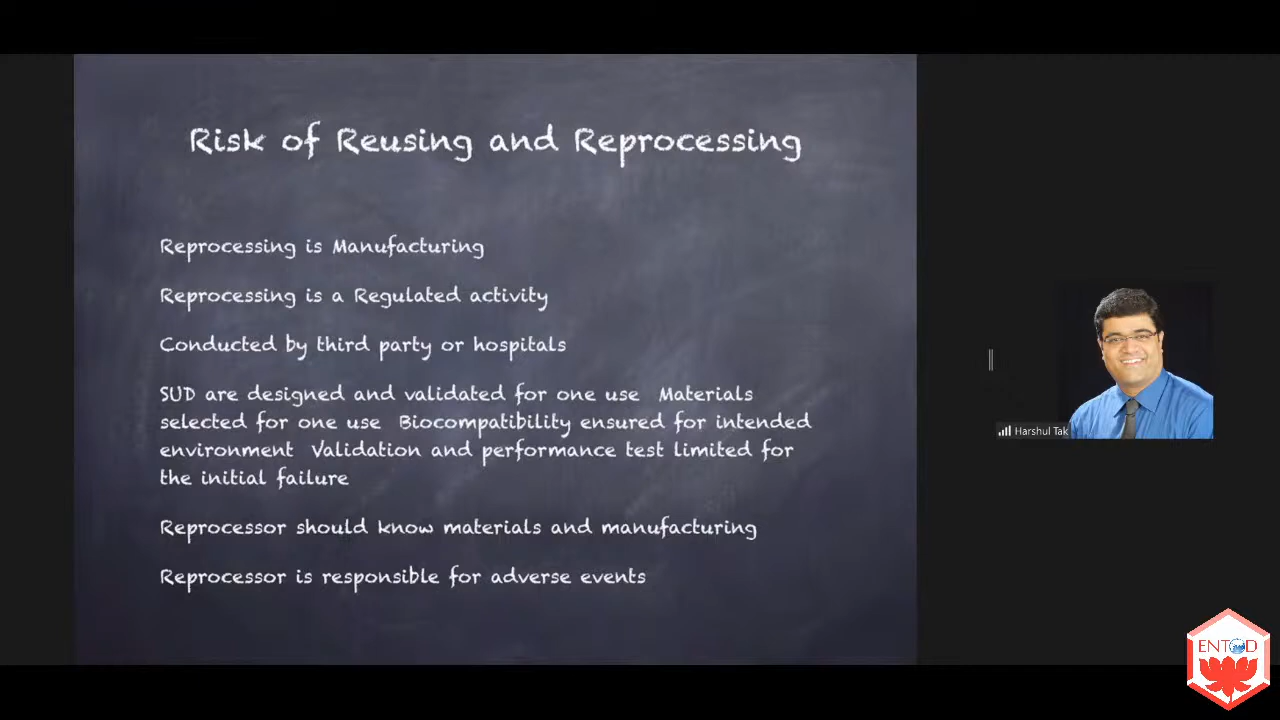 Risk of Reusing and Reprocessing
Reprocessing is Manufacturing
Reprocessing is a Regulated activity
Conducted by third party or hospitals
SUD are designed and validated for one use  Materials
selected for one use  Biocompatibility ensured for intended
environment  Validation and performance test limited for
the initial failure
Reprocessor should know materials and manufacturing
Reprocessor is responsible for adverse events
Harshul Tak
ENTOD